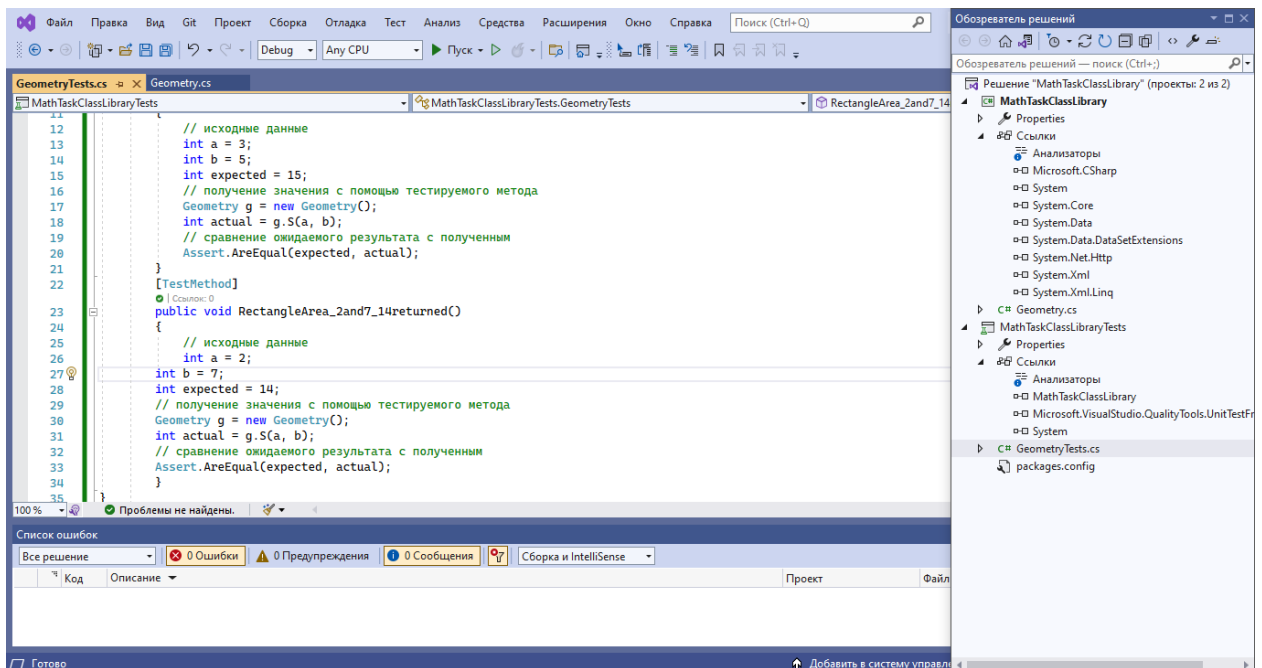 Файл Правка Вид Git Проект Сборка Отладка Тест Анализ Средства Расширения Окно Справка Поиск (Ctrl+Q)
Debug Any CPU Пуск
GeometryTests.cs Geometry.cs
MathTaskClassLibraryTests MathTaskClassLibraryTests.GeometryTests RectangleArea_2and7_14
11 {
12 // исходные данные
13 int a = 3;
14 int b = 5;
15 int expected = 15;
16 // получение значения с помощью тестируемого метода
17 Geometry g = new Geometry();
18 int actual = g.S(a, b);
19 // сравнение ожидаемого результата с полученным
20 Assert.AreEqual(expected, actual);
21 }
22 [TestMethod]
Ссылок: 0
23 public void RectangleArea_2and7_14returned()
24 {
25 // исходные данные
26 int a = 2;
27 int b = 7;
28 int expected = 14;
29 // получение значения с помощью тестируемого метода
30 Geometry g = new Geometry();
31 int actual = g.S(a, b);
32 // сравнение ожидаемого результата с полученным
33 Assert.AreEqual(expected, actual);
34 }
35 }
100 % Проблемы не найдены.
Список ошибок
Все решение 0 Ошибки 0 Предупреждения 0 Сообщения Сборка и IntelliSense
Код Описание Проект Файл
Готово Добавить в систему управле
Обозреватель решений
Обозреватель решений — поиск (Ctrl+;)
Решение "MathTaskClassLibrary" (проекты: 2 из 2)
C# MathTaskClassLibrary
Properties
Ссылки
Анализаторы
Microsoft.CSharp
System
System.Core
System.Data
System.Data.DataSetExtensions
System.Net.Http
System.Xml
System.Xml.Linq
C# Geometry.cs
MathTaskClassLibraryTests
Properties
Ссылки
Анализаторы
MathTaskClassLibrary
Microsoft.VisualStudio.QualityTools.UnitTestFr
System
C# GeometryTests.cs
packages.config